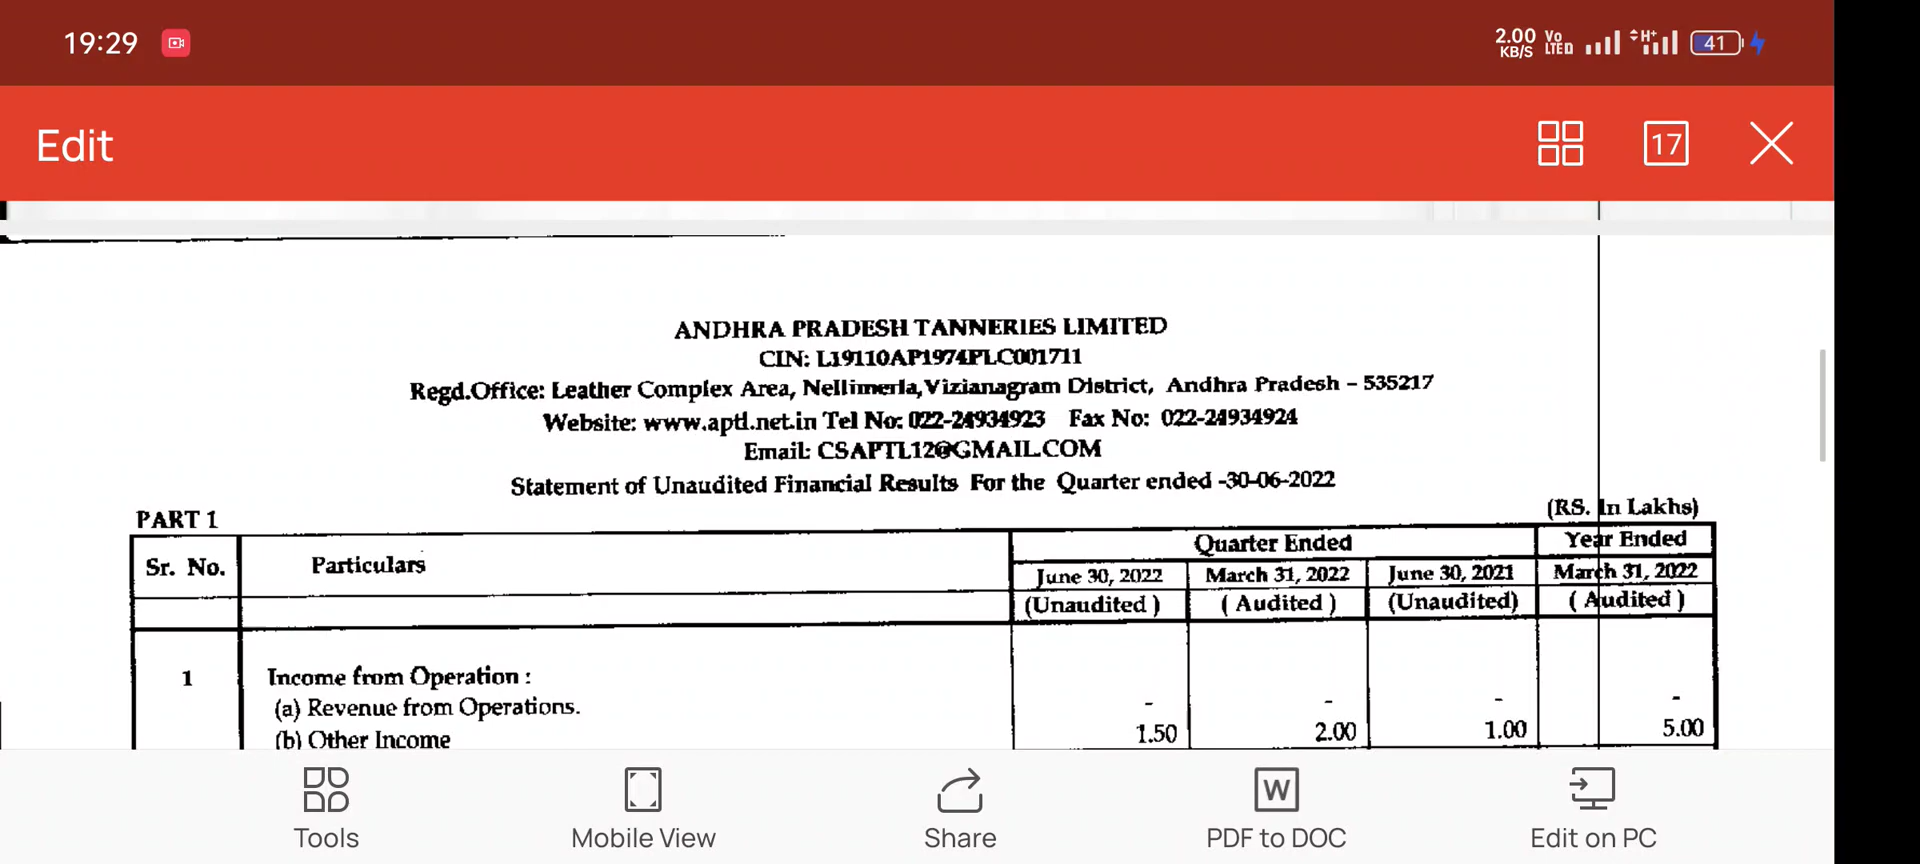 19:29
2.00 KB/S Vo LTED H+ 41
Edit
17
ANDHRA PRADESH TANNERIES LIMITED
CIN: L19110AP1974PLC001711
Regd.Office: Leather Complex Area, Nellimerla,Vizianagram District, Andhra Pradesh – 535217
Website: www.aptl.net.in Tel No: 022-24934923 Fax No: 022-24934924
Email: CSAPTL12@GMAIL.COM
Statement of Unaudited Financial Results For the Quarter ended -30-06-2022
PART 1 (RS. In Lakhs)
Sr. No. Particulars Quarter Ended Year Ended
June 30, 2022 March 31, 2022 June 30, 2021 March 31, 2022
(Unaudited ) ( Audited ) (Unaudited) ( Audited )
1 Income from Operation :
(a) Revenue from Operations. - - - -
(b) Other Income 1.50 2.00 1.00 5.00
Tools Mobile View Share W PDF to DOC Edit on PC